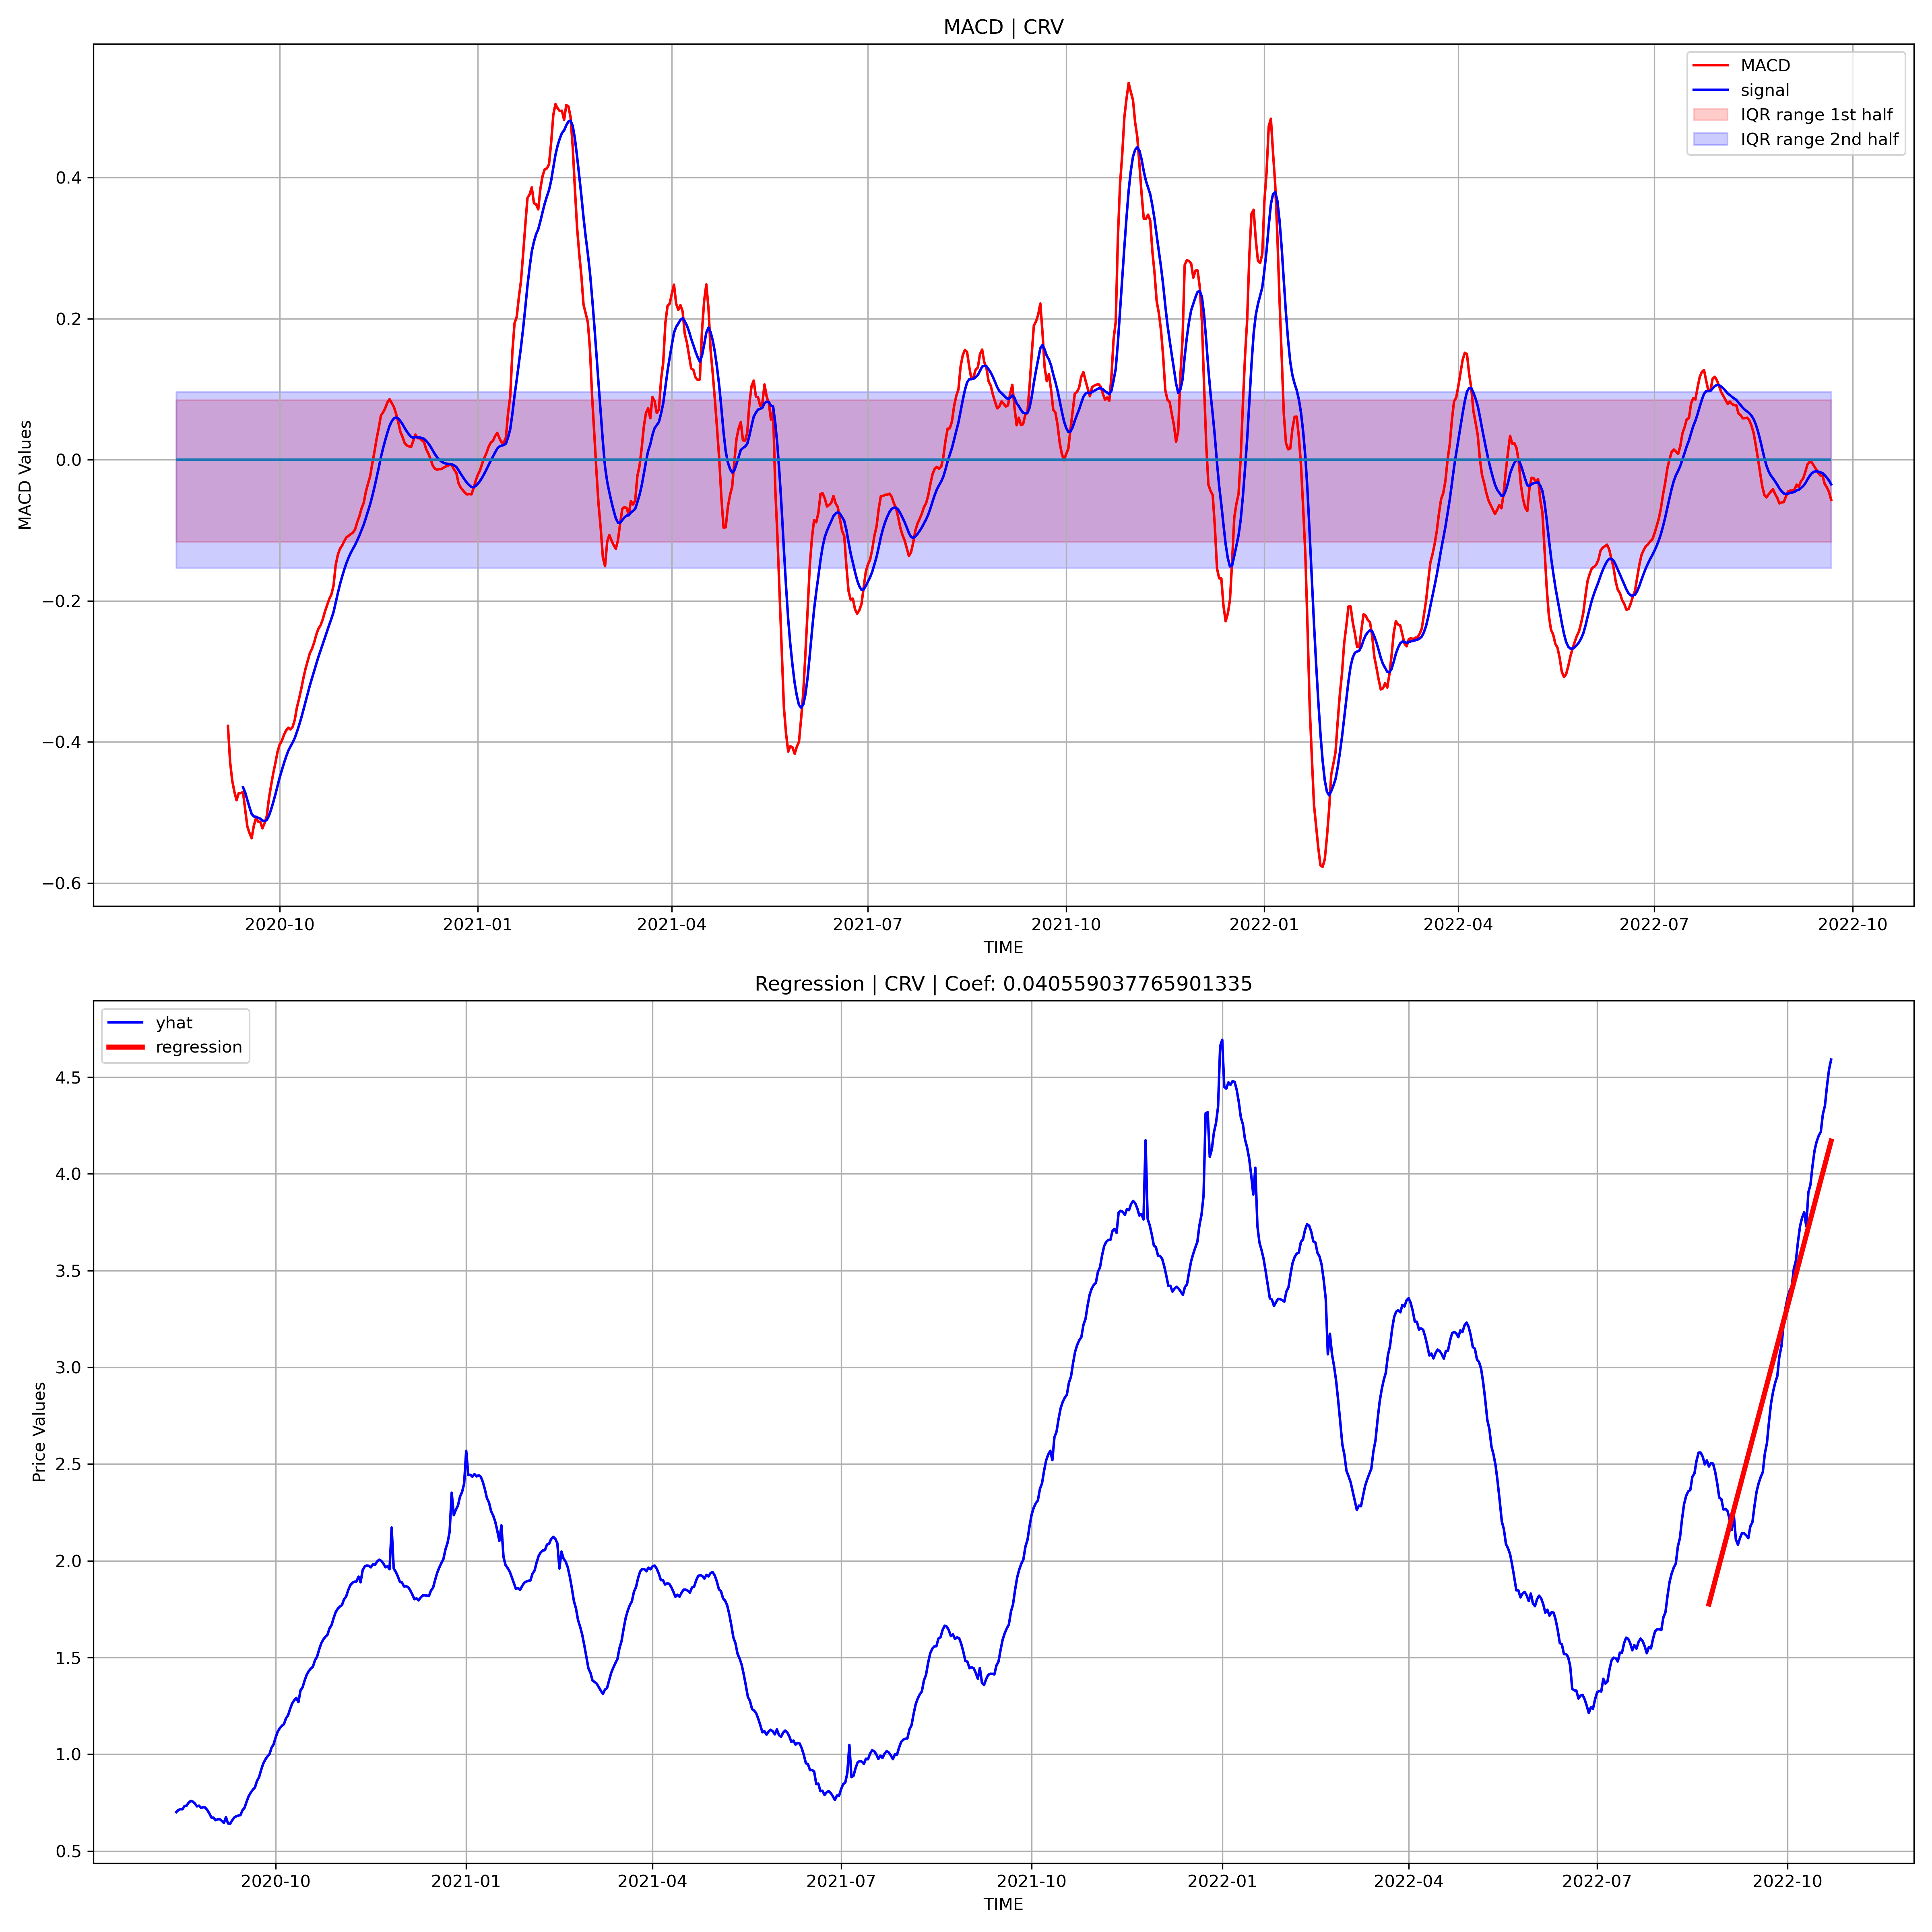 MACD | CRV
MACD
signal
IQR range 1st half
IQR range 2nd half
MACD Values
0.4
0.2
0.0
−0.2
−0.4
−0.6
2020-10 2021-01 2021-04 2021-07 2021-10 2022-01 2022-04 2022-07 2022-10
TIME
Regression | CRV | Coef: 0.040559037765901335
yhat
regression
Price Values
4.5
4.0
3.5
3.0
2.5
2.0
1.5
1.0
0.5
2020-10 2021-01 2021-04 2021-07 2021-10 2022-01 2022-04 2022-07 2022-10
TIME